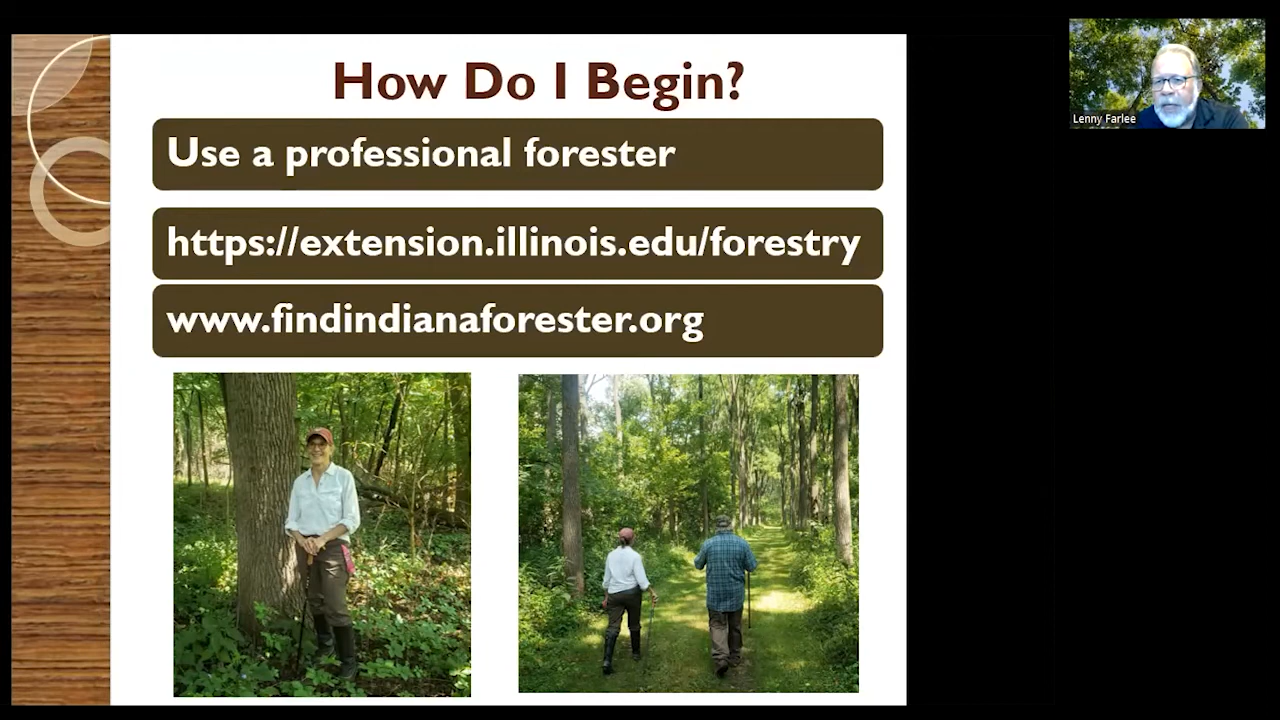 How Do I Begin?
Use a professional forester
https://extension.illinois.edu/forestry
www.findindianaforester.org
Lenny Farlee